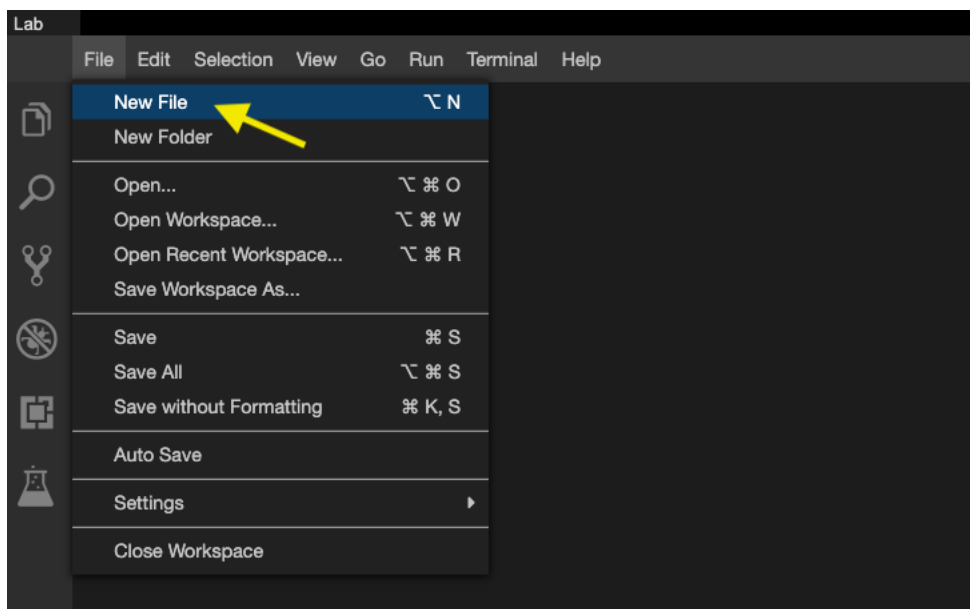 Lab
File Edit Selection View Go Run Terminal Help
New File ⌥ N
New Folder
Open... ⌥ ⌘ O
Open Workspace... ⌥ ⌘ W
Open Recent Workspace... ⌥ ⌘ R
Save Workspace As...
Save ⌘ S
Save All ⌥ ⌘ S
Save without Formatting ⌘ K, S
Auto Save
Settings
Close Workspace